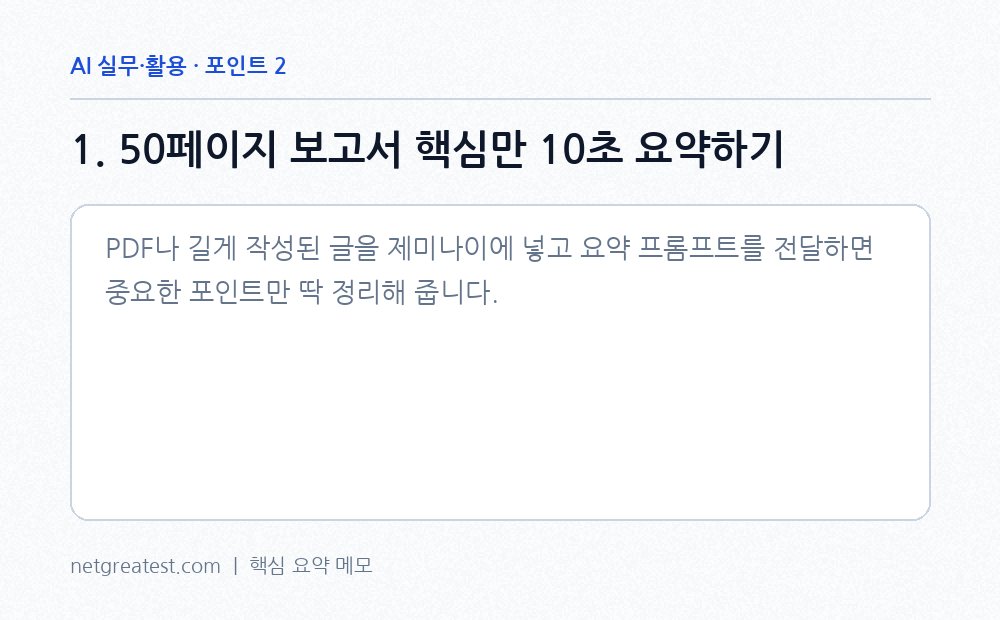 AI 실무·활용 · 포인트 2
1. 50페이지 보고서 핵심만 10초 요약하기
PDF나 길게 작성된 글을 제미나이에 넣고 요약 프롬프트를 전달하면
중요한 포인트만 딱 정리해 줍니다.
netgreatest.com | 핵심 요약 메모